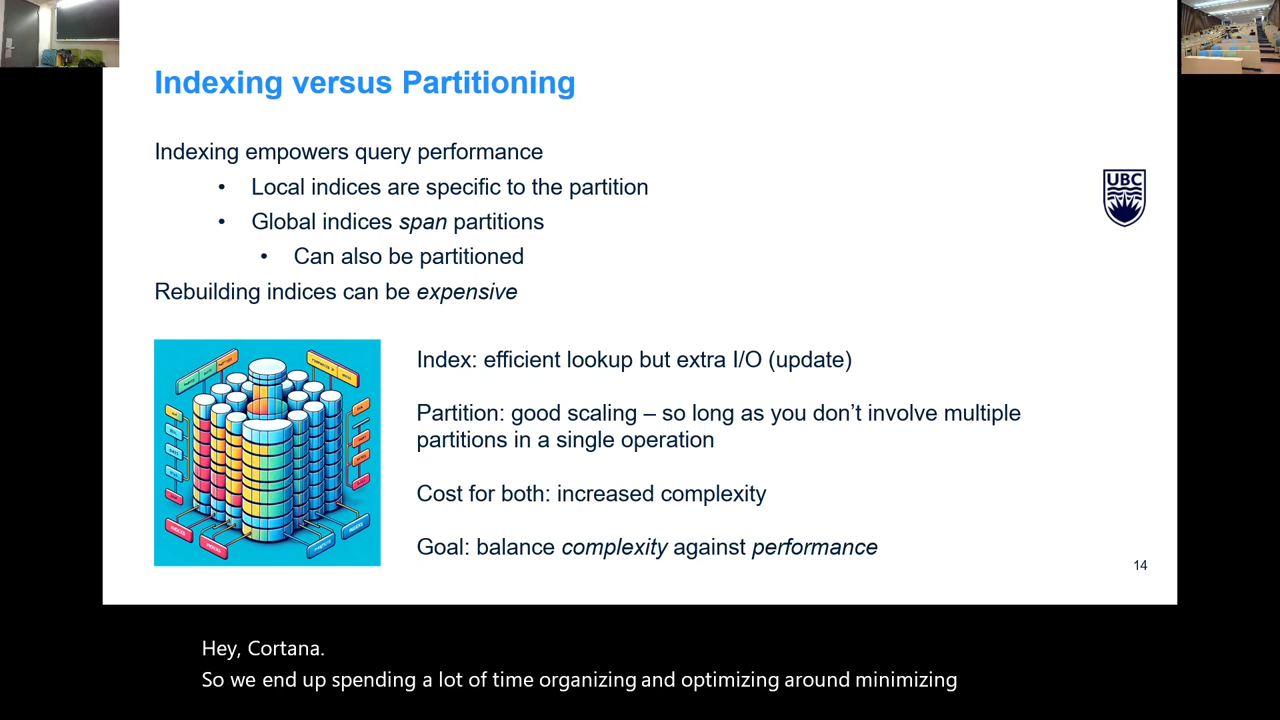 Indexing versus Partitioning
Indexing empowers query performance
• Local indices are specific to the partition
• Global indices span partitions
• Can also be partitioned
Rebuilding indices can be expensive
UBC
Index: efficient lookup but extra I/O (update)
Partition: good scaling – so long as you don’t involve multiple
partitions in a single operation
Cost for both: increased complexity
Goal: balance complexity against performance
14
Hey, Cortana.
So we end up spending a lot of time organizing and optimizing around minimizing